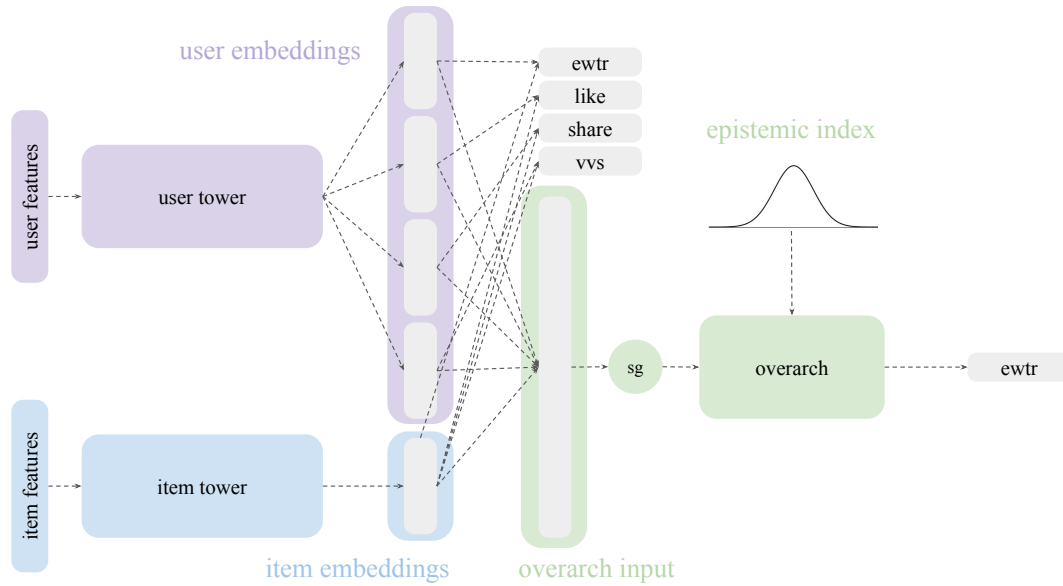 user embeddings
ewtr
like
share
vvs
epistemic index
user features
user tower
sg
overarch
ewtr
item features
item tower
item embeddings
overarch input